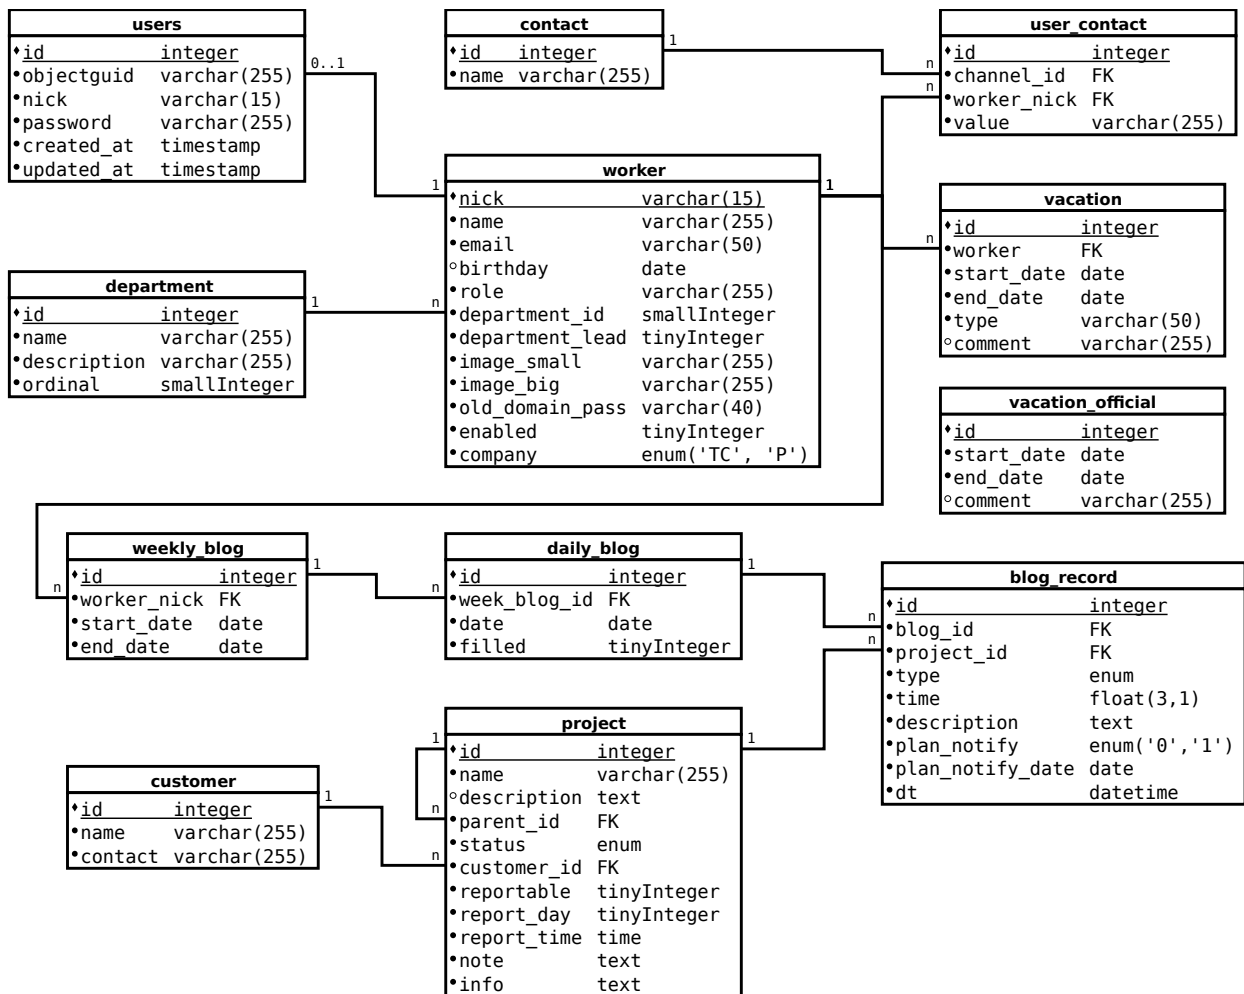 users
id integer
objectguid varchar(255)
nick varchar(15)
password varchar(255)
created_at timestamp
updated_at timestamp
0..1
contact
id integer
name varchar(255)
1
user_contact
id integer
channel_id FK
worker_nick FK
value varchar(255)
n
n
worker
nick varchar(15)
name varchar(255)
email varchar(50)
birthday date
role varchar(255)
department_id smallInteger
department_lead tinyInteger
image_small varchar(255)
image_big varchar(255)
old_domain_pass varchar(40)
enabled tinyInteger
company enum('TC', 'P')
1
n
1
vacation
id integer
worker FK
start_date date
end_date date
type varchar(50)
comment varchar(255)
n
department
id integer
name varchar(255)
description varchar(255)
ordinal smallInteger
1
vacation_official
id integer
start_date date
end_date date
comment varchar(255)
weekly_blog
id integer
worker_nick FK
start_date date
end_date date
n
1
daily_blog
id integer
week_blog_id FK
date date
filled tinyInteger
n
1
blog_record
id integer
blog_id FK
project_id FK
type enum
time float(3,1)
description text
plan_notify enum('0','1')
plan_notify_date date
dt datetime
n
n
project
id integer
name varchar(255)
description text
parent_id FK
status enum
customer_id FK
reportable tinyInteger
report_day tinyInteger
report_time time
note text
info text
1
n
n
1
customer
id integer
name varchar(255)
contact varchar(255)
1